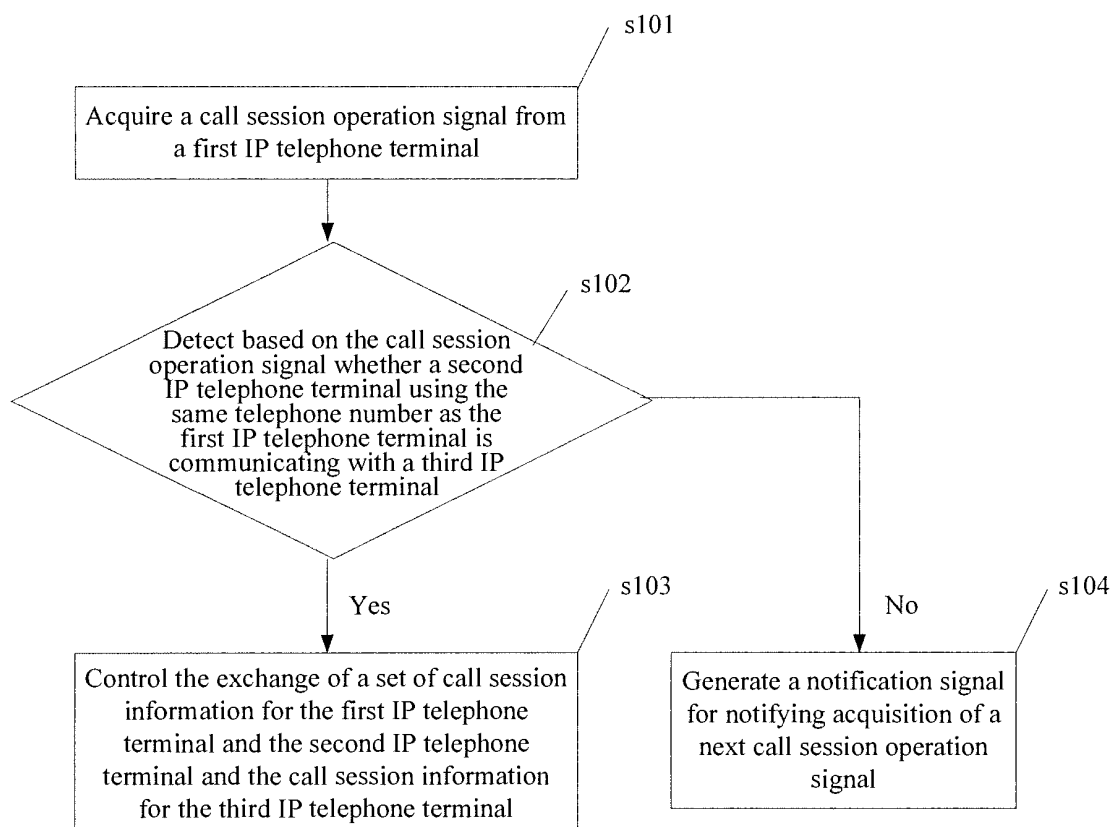 s101
Acquire a call session operation signal from
a first IP telephone terminal
s102
Detect based on the call session
operation signal whether a second
IP telephone terminal using the
same telephone number as the
first IP telephone terminal is
communicating with a third IP
telephone terminal
s103
s104
Yes
No
Control the exchange of a set of call session
information for the first IP telephone
terminal and the second IP telephone
terminal and the call session information
for the third IP telephone terminal
Generate a notification signal
for notifying acquisition of a
next call session operation
signal